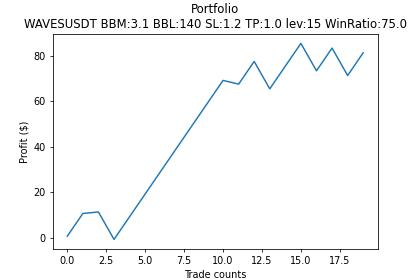 Portfolio
WAVESUSDT BBM:3.1 BBL:140 SL:1.2 TP:1.0 lev:15 WinRatio:75.0
80
60
40
20
0
Profit ($)
0.0 2.5 5.0 7.5 10.0 12.5 15.0 17.5
Trade counts